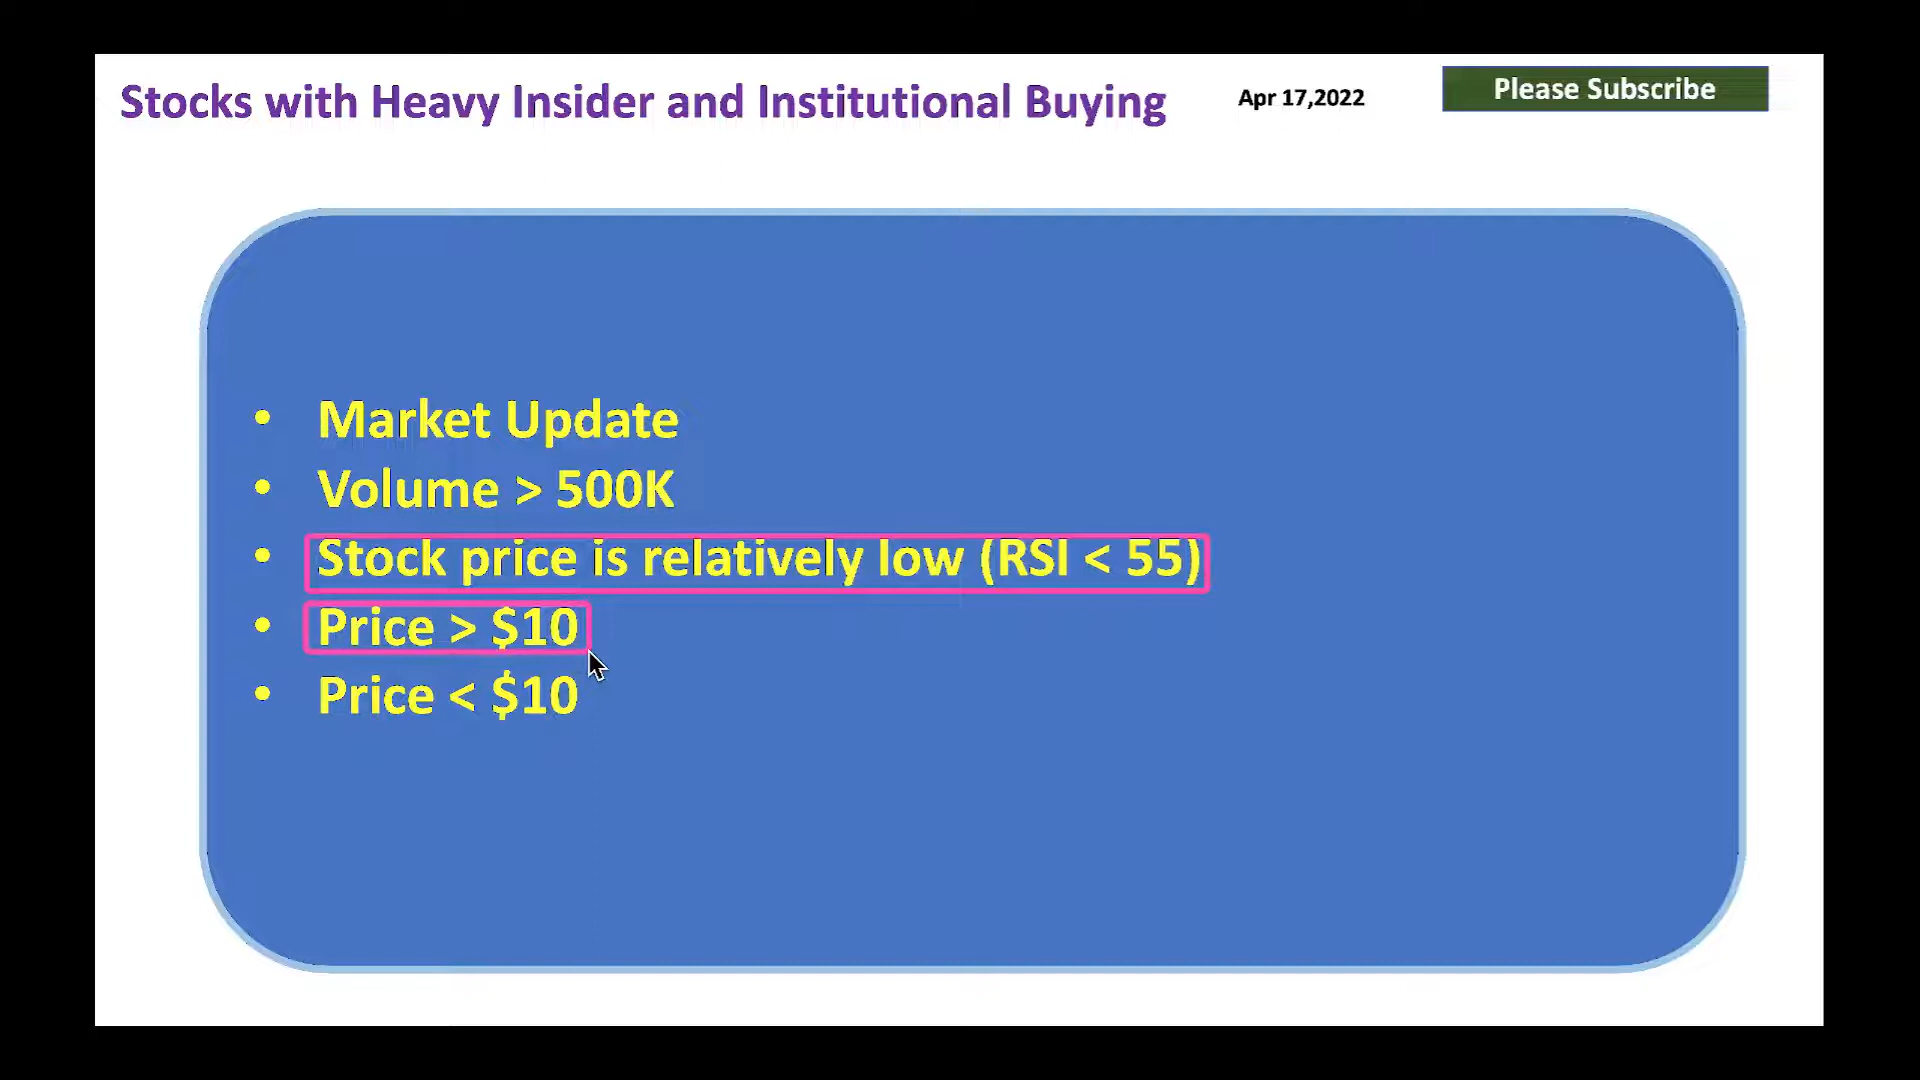 Stocks with Heavy Insider and Institutional Buying
Apr 17,2022
Please Subscribe
• Market Update
• Volume > 500K
• Stock price is relatively low (RSI < 55)
• Price > $10
• Price < $10